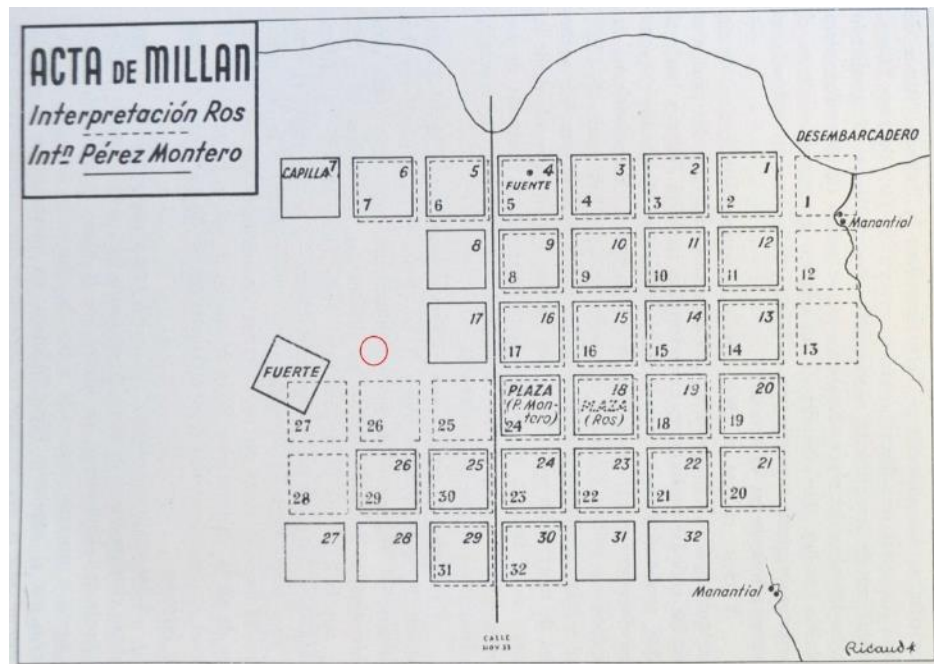 ACTA DE MILLAN
Interpretación Ros
Intⁿ Pérez Montero
DESEMBARCADERO
CAPILLA 7 6 5 4 3 2 1
FUENTE
7 6 5 4 3 2 1
Manantial
8 9 10 11 12
8 9 10 11 12
17 16 15 14 13
17 16 15 14 13
FUERTE
PLAZA 18 19 20
(P. Mon-
tero)
PLAZA
(Ros)
27 26 25 24 18 19
26 25 24 23 22 21
28 29 30 23 22 21 20
27 28 29 30 31 32
31 32
Manantial
CALLE
Ricaud